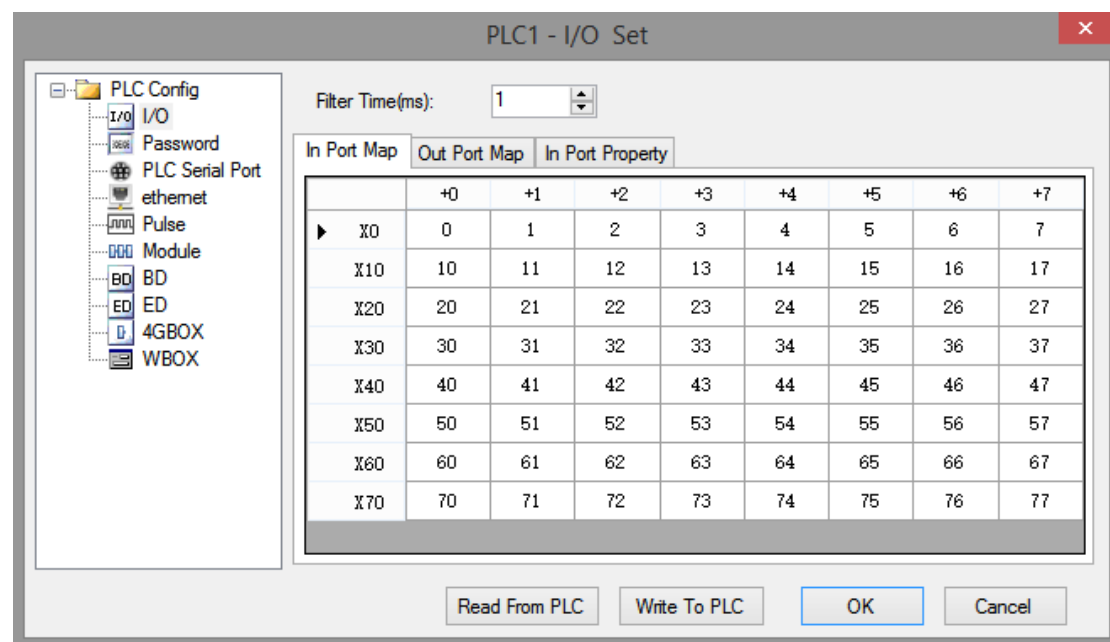 PLC1 - I/O Set
PLC Config
I/O
Password
PLC Serial Port
ethernet
Pulse
Module
BD
ED
4GBOX
WBOX
Filter Time(ms): 1
In Port Map Out Port Map In Port Property
+0 +1 +2 +3 +4 +5 +6 +7
X0 0 1 2 3 4 5 6 7
X10 10 11 12 13 14 15 16 17
X20 20 21 22 23 24 25 26 27
X30 30 31 32 33 34 35 36 37
X40 40 41 42 43 44 45 46 47
X50 50 51 52 53 54 55 56 57
X60 60 61 62 63 64 65 66 67
X70 70 71 72 73 74 75 76 77
Read From PLC Write To PLC OK Cancel